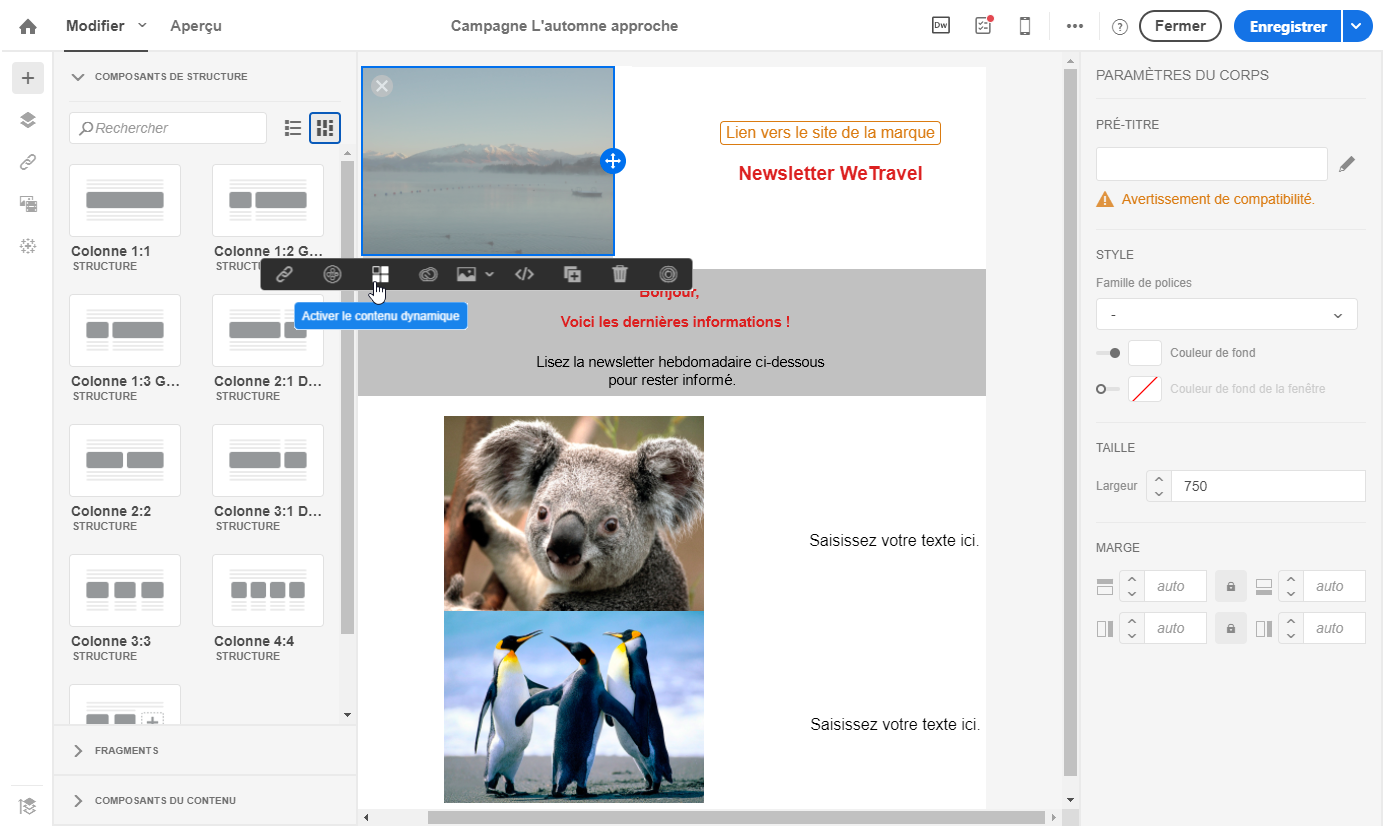 Modifier
Aperçu
Campagne L'automne approche
Dw
Fermer
Enregistrer
COMPOSANTS DE STRUCTURE
Rechercher
Colonne 1:1
STRUCTURE
Colonne 1:2 G...
STRUCTU
Colonne 1:3 G...
STRUCTURE
Colonne 2:1 D...
STRUCTURE
Colonne 2:2
STRUCTURE
Colonne 3:1 D...
STRUCTURE
Colonne 3:3
STRUCTURE
Colonne 4:4
STRUCTURE
FRAGMENTS
COMPOSANTS DU CONTENU
Lien vers le site de la marque
Newsletter WeTravel
Activer le contenu dynamique
Bonjour,
Voici les dernières informations !
Lisez la newsletter hebdomadaire ci-dessous
pour rester informé.
Saisissez votre texte ici.
Saisissez votre texte ici.
PARAMÈTRES DU CORPS
PRÉ-TITRE
Avertissement de compatibilité.
STYLE
Famille de polices
-
Couleur de fond
Couleur de fond de la fenêtre
TAILLE
Largeur
750
MARGE
auto
auto
auto
auto